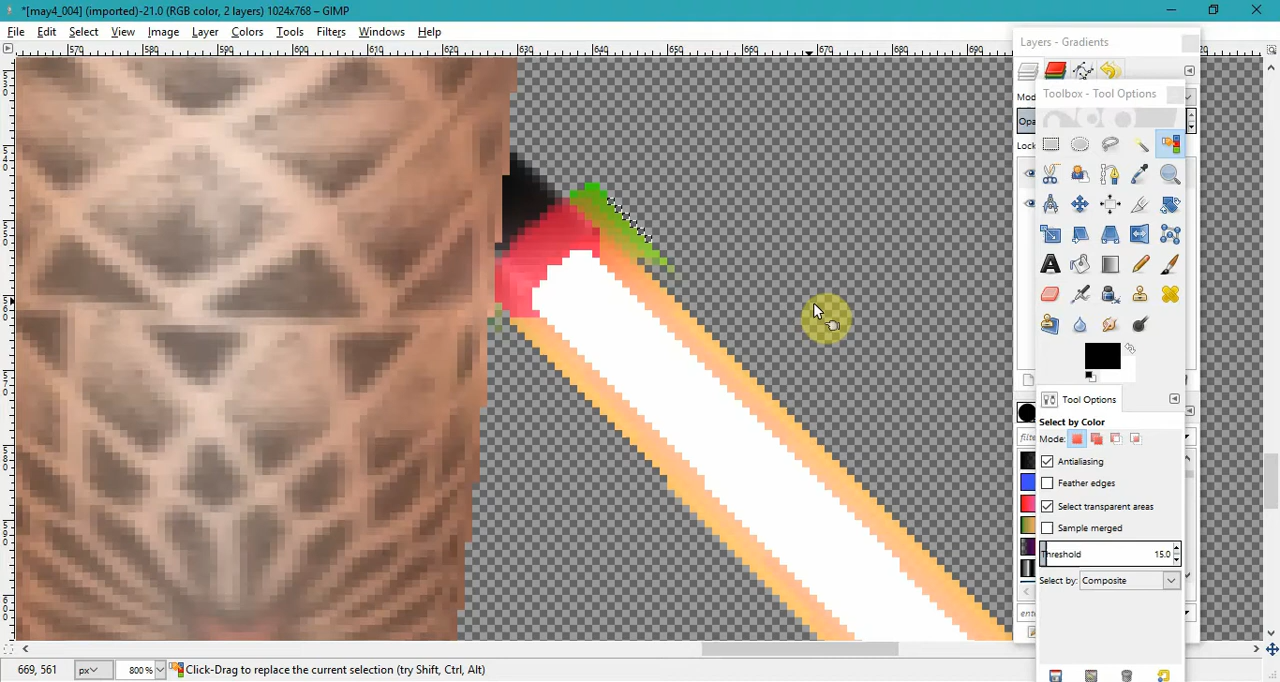 *[may4_004] (imported)-21.0 (RGB color, 2 layers) 1024x768 – GIMP
File Edit Select View Image Layer Colors Tools Filters Windows Help
570 580 590 600 610 620 630 640 650 660 670 680 690
Layers - Gradients
Toolbox - Tool Options
Tool Options
Select by Color
Mode:
Antialiasing
Feather edges
Select transparent areas
Sample merged
Threshold 15.0
Select by: Composite
669, 561 px 800 % Click-Drag to replace the current selection (try Shift, Ctrl, Alt)